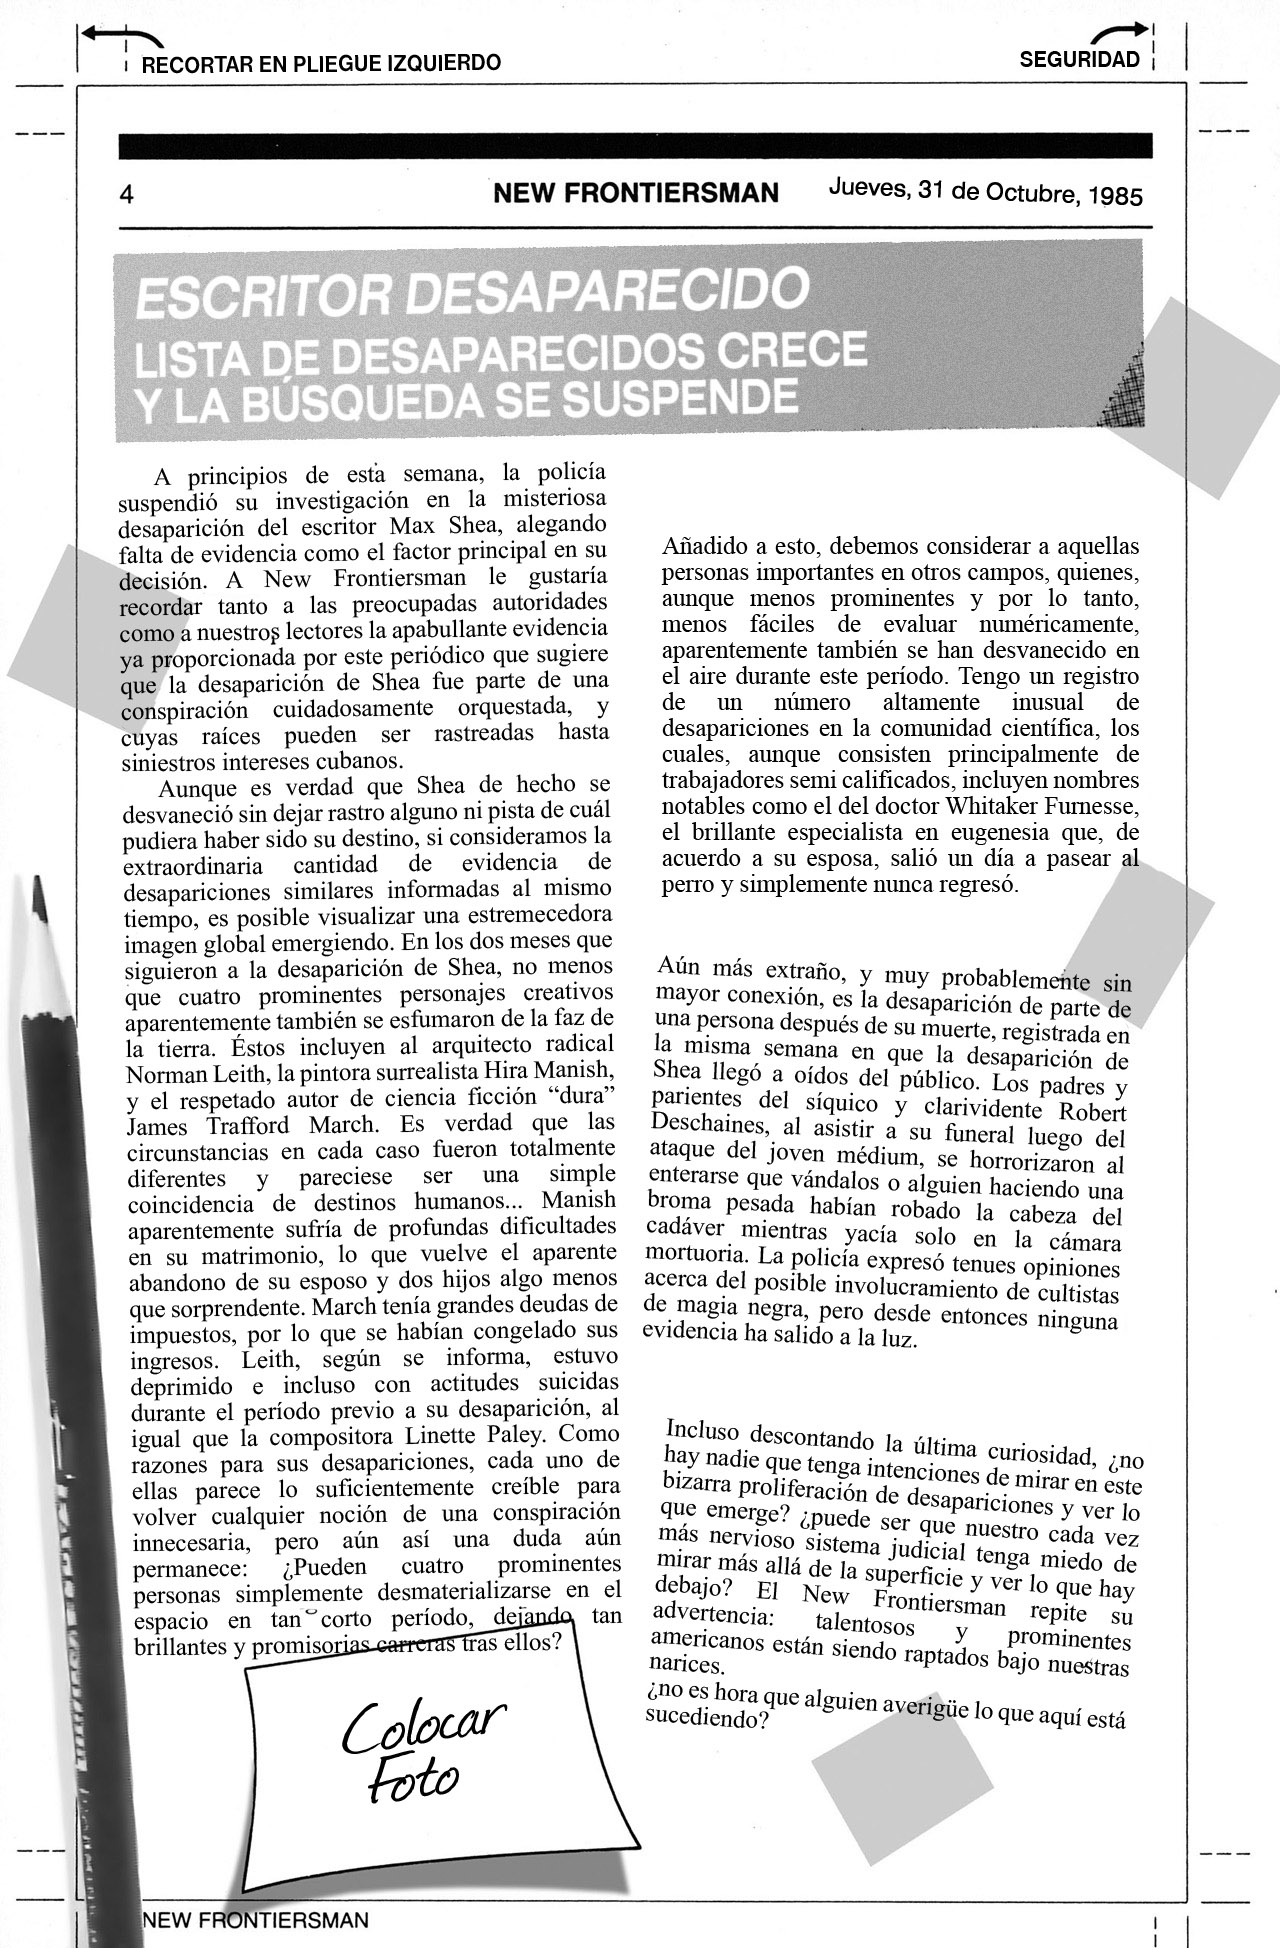 RECORTAR EN PLIEGUE IZQUIERDO
SEGURIDAD
4
NEW FRONTIERSMAN
Jueves, 31 de Octubre, 1985
ESCRITOR DESAPARECIDO
LISTA DE DESAPARECIDOS CRECE
Y LA BÚSQUEDA SE SUSPENDE
A principios de esta semana, la policía
suspendió su investigación en la misteriosa
desaparición del escritor Max Shea, alegando
falta de evidencia como el factor principal en su
decisión. A New Frontiersman le gustaría
recordar tanto a las preocupadas autoridades
como a nuestros lectores la apabullante evidencia
ya proporcionada por este periódico que sugiere
que la desaparición de Shea fue parte de una
conspiración cuidadosamente orquestada, y
cuyas raíces pueden ser rastreadas hasta
siniestros intereses cubanos.
Aunque es verdad que Shea de hecho se
desvaneció sin dejar rastro alguno ni pista de cuál
pudiera haber sido su destino, si consideramos la
extraordinaria cantidad de evidencia de
desapariciones similares informadas al mismo
tiempo, es posible visualizar una estremecedora
imagen global emergiendo. En los dos meses que
siguieron a la desaparición de Shea, no menos
que cuatro prominentes personajes creativos
aparentemente también se esfumaron de la faz de
la tierra. Éstos incluyen al arquitecto radical
Norman Leith, la pintora surrealista Hira Manish,
y el respetado autor de ciencia ficción “dura”
James Trafford March. Es verdad que las
circunstancias en cada caso fueron totalmente
diferentes y pareciese ser una simple
coincidencia de destinos humanos... Manish
aparentemente sufría de profundas dificultades
en su matrimonio, lo que vuelve el aparente
abandono de su esposo y dos hijos algo menos
que sorprendente. March tenía grandes deudas de
impuestos, por lo que se habían congelado sus
ingresos. Leith, según se informa, estuvo
deprimido e incluso con actitudes suicidas
durante el período previo a su desaparición, al
igual que la compositora Linette Paley. Como
razones para sus desapariciones, cada uno de
ellas parece lo suficientemente creíble para
volver cualquier noción de una conspiración
innecesaria, pero aún así una duda aún
permanece: ¿Pueden cuatro prominentes
personas simplemente desmaterializarse en el
espacio en tan corto período, dejando tan
brillantes y promisorias carreras tras ellos?
Colocar
Foto
Añadido a esto, debemos considerar a aquellas
personas importantes en otros campos, quienes,
aunque menos prominentes y por lo tanto,
menos fáciles de evaluar numéricamente,
aparentemente también se han desvanecido en
el aire durante este período. Tengo un registro
de un número altamente inusual de
desapariciones en la comunidad científica, los
cuales, aunque consisten principalmente de
trabajadores semi calificados, incluyen nombres
notables como el del doctor Whitaker Furnesse,
el brillante especialista en eugenesia que, de
acuerdo a su esposa, salió un día a pasear al
perro y simplemente nunca regresó.
Aún más extraño, y muy probablemente sin
mayor conexión, es la desaparición de parte de
una persona después de su muerte, registrada en
la misma semana en que la desaparición de
Shea llegó a oídos del público. Los padres y
parientes del síquico y clarividente Robert
Deschaines, al asistir a su funeral luego del
ataque del joven médium, se horrorizaron al
enterarse que vándalos o alguien haciendo una
broma pesada habían robado la cabeza del
cadáver mientras yacía solo en la cámara
mortuoria. La policía expresó tenues opiniones
acerca del posible involucramiento de cultistas
de magia negra, pero desde entonces ninguna
evidencia ha salido a la luz.
Incluso descontando la última curiosidad, ¿no
hay nadie que tenga intenciones de mirar en este
bizarra proliferación de desapariciones y ver lo
que emerge? ¿puede ser que nuestro cada vez
más nervioso sistema judicial tenga miedo de
mirar más allá de la superficie y ver lo que hay
debajo? El New Frontiersman repite su
advertencia: talentosos y prominentes
americanos están siendo raptados bajo nuestras
narices.
¿no es hora que alguien averigüe lo que aquí está
sucediendo?
NEW FRONTIERSMAN